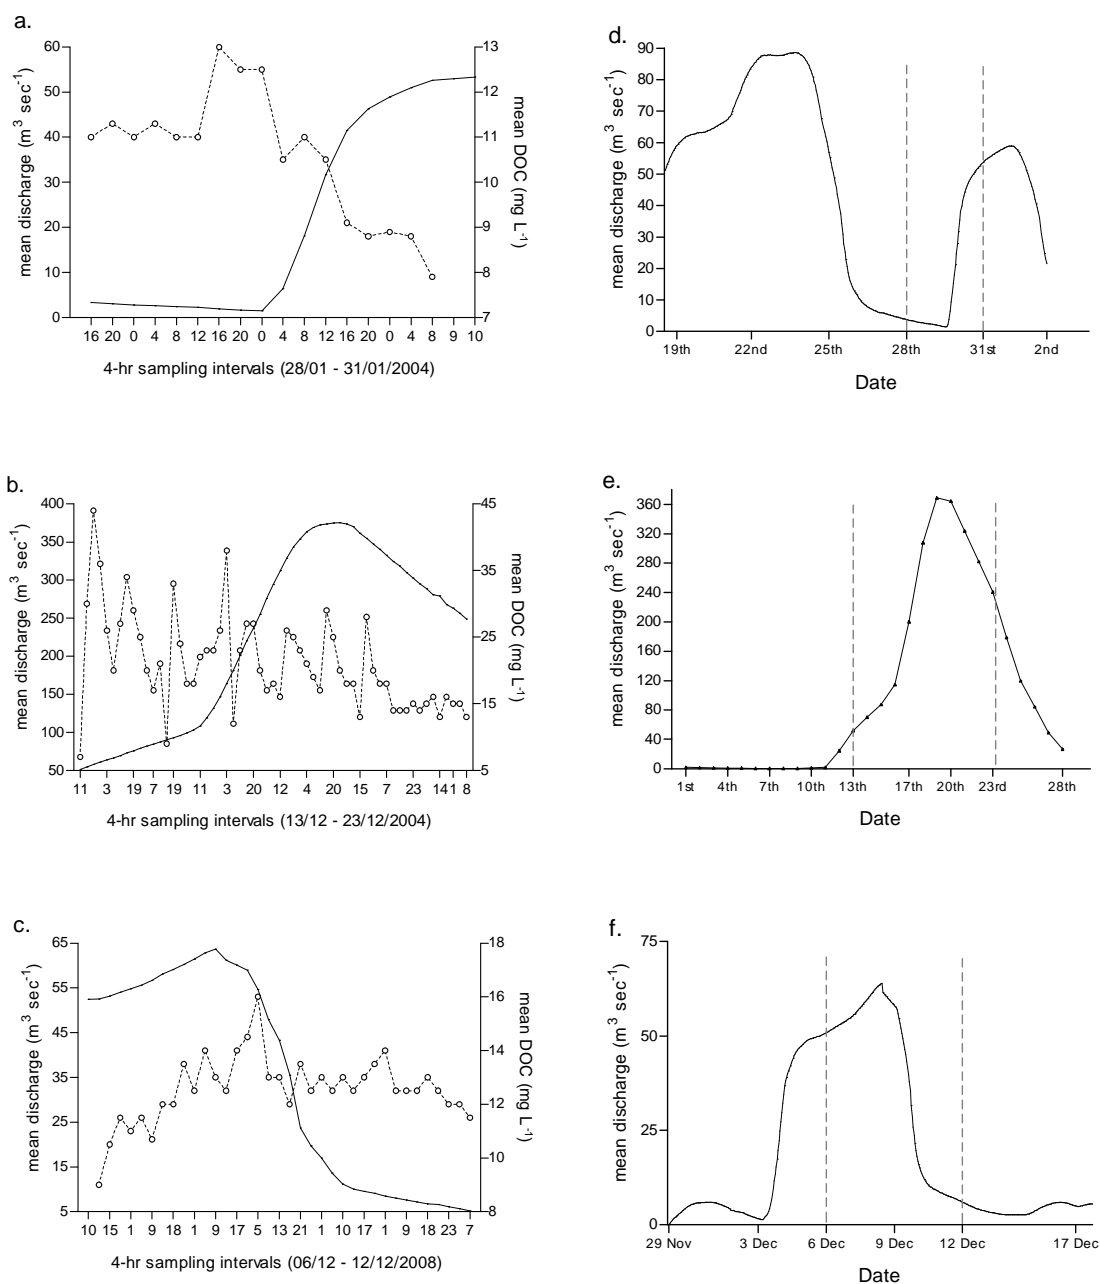 a.
60
50
40
30
20
10
0
mean discharge (m³ sec⁻¹)
13
12
11
10
9
8
7
mean DOC (mg L⁻¹)
16 20 0 4 8 12 16 20 0 4 8 12 16 20 0 4 8 9 10
4-hr sampling intervals (28/01 - 31/01/2004)
d.
90
80
70
60
50
40
30
20
10
0
mean discharge (m³ sec⁻¹)
19th 22nd 25th 28th 31st 2nd
Date
b.
400
350
300
250
200
150
100
50
mean discharge (m³ sec⁻¹)
45
35
25
15
5
mean DOC (mg L⁻¹)
11 3 19 7 19 11 3 20 12 4 20 15 7 23 14 1 8
4-hr sampling intervals (13/12 - 23/12/2004)
e.
360
320
280
240
200
160
120
80
40
0
mean discharge (m³ sec⁻¹)
1st 4th 7th 10th 13th 17th 20th 23rd 28th
Date
c.
65
55
45
35
25
15
5
mean discharge (m³ sec⁻¹)
18
16
14
12
10
8
mean DOC (mg L⁻¹)
10 15 1 9 18 1 9 17 5 13 21 1 10 17 1 9 18 23 7
4-hr sampling intervals (06/12 - 12/12/2008)
f.
75
50
25
0
mean discharge (m³ sec⁻¹)
29 Nov 3 Dec 6 Dec 9 Dec 12 Dec 17 Dec
Date